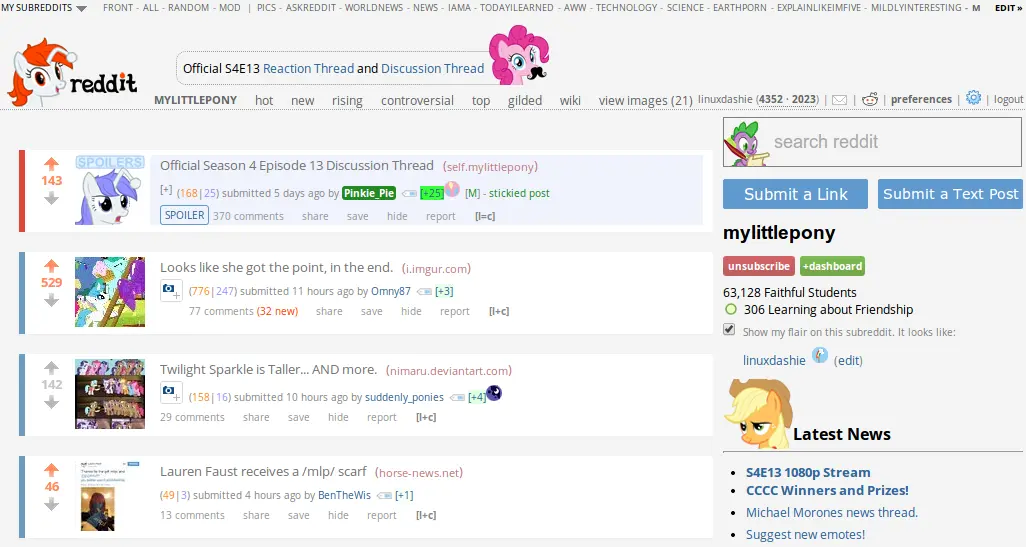 MY SUBREDDITS FRONT - ALL - RANDOM - MOD | PICS - ASKREDDIT - WORLDNEWS - NEWS - IAMA - TODAYILEARNED - AWW - TECHNOLOGY - SCIENCE - EARTHPORN - EXPLAINLIKEIMFIVE - MILDLYINTERESTING - M EDIT »
Official S4E13 Reaction Thread and Discussion Thread
reddit
MYLITTLEPONY hot new rising controversial top gilded wiki view images (21) linuxdashie (4352 · 2023) | | | preferences | | logout
search reddit
SPOILERS
Official Season 4 Episode 13 Discussion Thread (self.mylittlepony)
143
[+] (168|25) submitted 5 days ago by Pinkie_Pie [+25] [M] - stickied post
SPOILER 370 comments share save hide report [l=c]
Submit a Link Submit a Text Post
mylittlepony
unsubscribe +dashboard
63,128 Faithful Students
306 Learning about Friendship
Show my flair on this subreddit. It looks like:
linuxdashie (edit)
Looks like she got the point, in the end. (i.imgur.com)
529
(776|247) submitted 11 hours ago by Omny87 [+3]
77 comments (32 new) share save hide report [l+c]
Twilight Sparkle is Taller... AND more. (nimaru.deviantart.com)
142
(158|16) submitted 10 hours ago by suddenly_ponies [+4]
29 comments share save hide report [l+c]
Latest News
S4E13 1080p Stream
CCCC Winners and Prizes!
Michael Morones news thread.
Suggest new emotes!
Lauren Faust receives a /mlp/ scarf (horse-news.net)
46
(49|3) submitted 4 hours ago by BenTheWis [+1]
13 comments share save hide report [l+c]